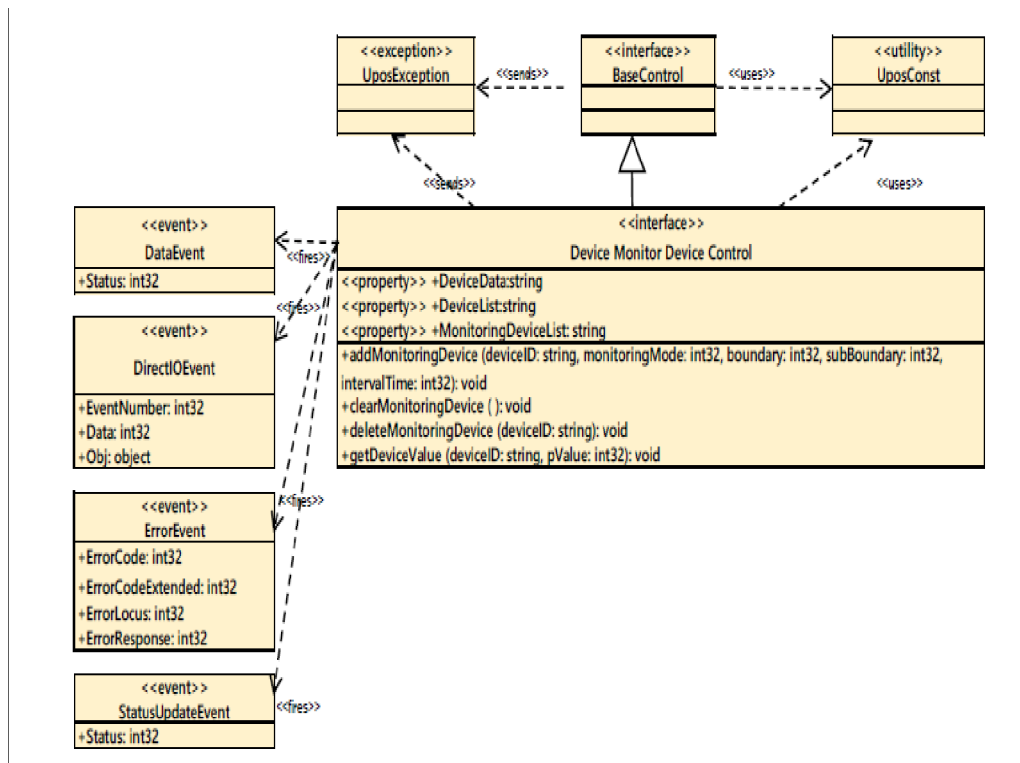 <<exception>>
UposException
<<sends>>
<<interface>>
BaseControl
<<uses>>
<<utility>>
UposConst
<<sends>>
<<uses>>
<<event>>
DataEvent
+Status: int32
<<fires>>
<<interface>>
Device Monitor Device Control
<<property>> +DeviceData:string
<<property>> +DeviceList:string
<<property>> +MonitoringDeviceList: string
+addMonitoringDevice (deviceID: string, monitoringMode: int32, boundary: int32, subBoundary: int32,
intervalTime: int32): void
+clearMonitoringDevice ( ): void
+deleteMonitoringDevice (deviceID: string): void
+getDeviceValue (deviceID: string, pValue: int32): void
<<fires>>
<<event>>
DirectIOEvent
+EventNumber: int32
+Data: int32
+Obj: object
<<fires>>
<<event>>
ErrorEvent
+ErrorCode: int32
+ErrorCodeExtended: int32
+ErrorLocus: int32
+ErrorResponse: int32
<<event>>
StatusUpdateEvent
+Status: int32
<<fires>>